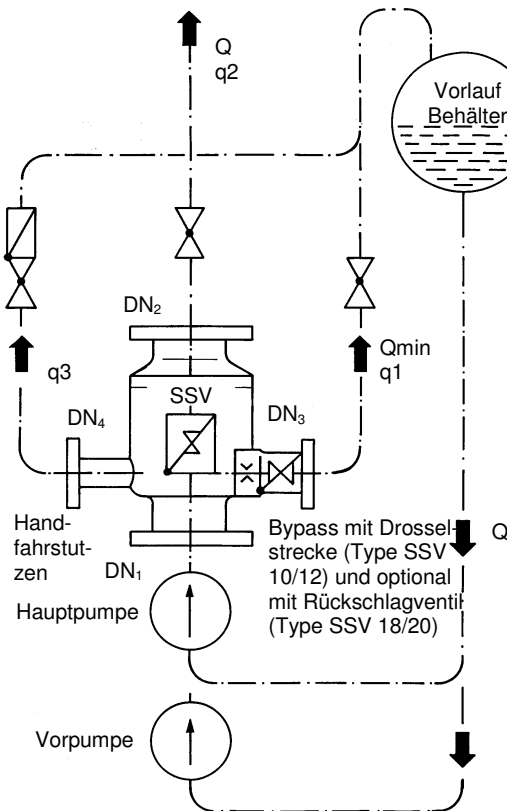 Q
q2
Vorlauf
Behälter
DN2
Qmin
q1
q3
SSV
DN4
DN3
Hand-
fahrstut-
zen
Bypass mit Drossel-
strecke (Type SSV
10/12) und optional
mit Rückschlagventil
(Type SSV 18/20)
Q
DN1
Hauptpumpe
Vorpumpe